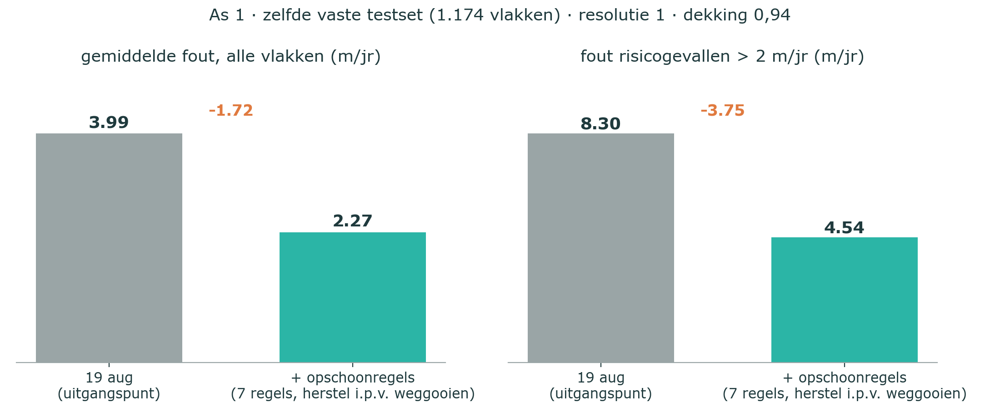 As 1 · zelfde vaste testset (1.174 vlakken) · resolutie 1 · dekking 0,94
gemiddelde fout, alle vlakken (m/jr)
-1.72
3.99
2.27
19 aug
(uitgangspunt)
+ opschoonregels
(7 regels, herstel i.p.v. weggooien)
fout risicogevallen > 2 m/jr (m/jr)
-3.75
8.30
4.54
19 aug
(uitgangspunt)
+ opschoonregels
(7 regels, herstel i.p.v. weggooien)